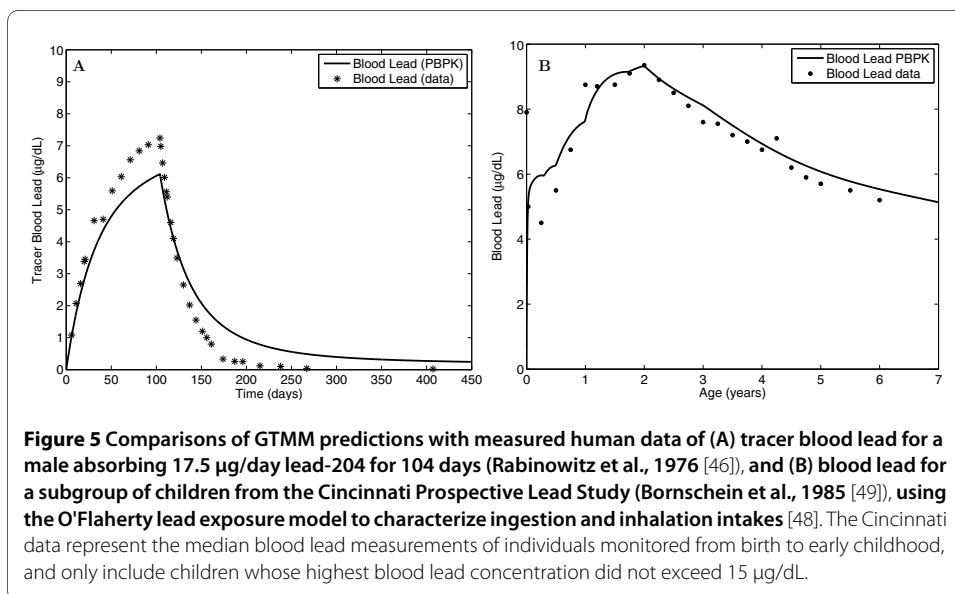 A
Blood Lead (PBPK)
Blood Lead (data)
Tracer Blood Lead (µg/dL)
10
9
8
7
6
5
4
3
2
1
0
0 50 100 150 200 250 300 350 400 450
Time (days)
B
Blood Lead PBPK
Blood Lead data
Blood Lead (µg/dL)
10
8
6
4
2
0
0 1 2 3 4 5 6 7
Age (years)
Figure 5 Comparisons of GTMM predictions with measured human data of (A) tracer blood lead for a
male absorbing 17.5 µg/day lead-204 for 104 days (Rabinowitz et al., 1976 [46]), and (B) blood lead for
a subgroup of children from the Cincinnati Prospective Lead Study (Bornschein et al., 1985 [49]), using
the O'Flaherty lead exposure model to characterize ingestion and inhalation intakes [48]. The Cincinnati
data represent the median blood lead measurements of individuals monitored from birth to early childhood,
and only include children whose highest blood lead concentration did not exceed 15 µg/dL.